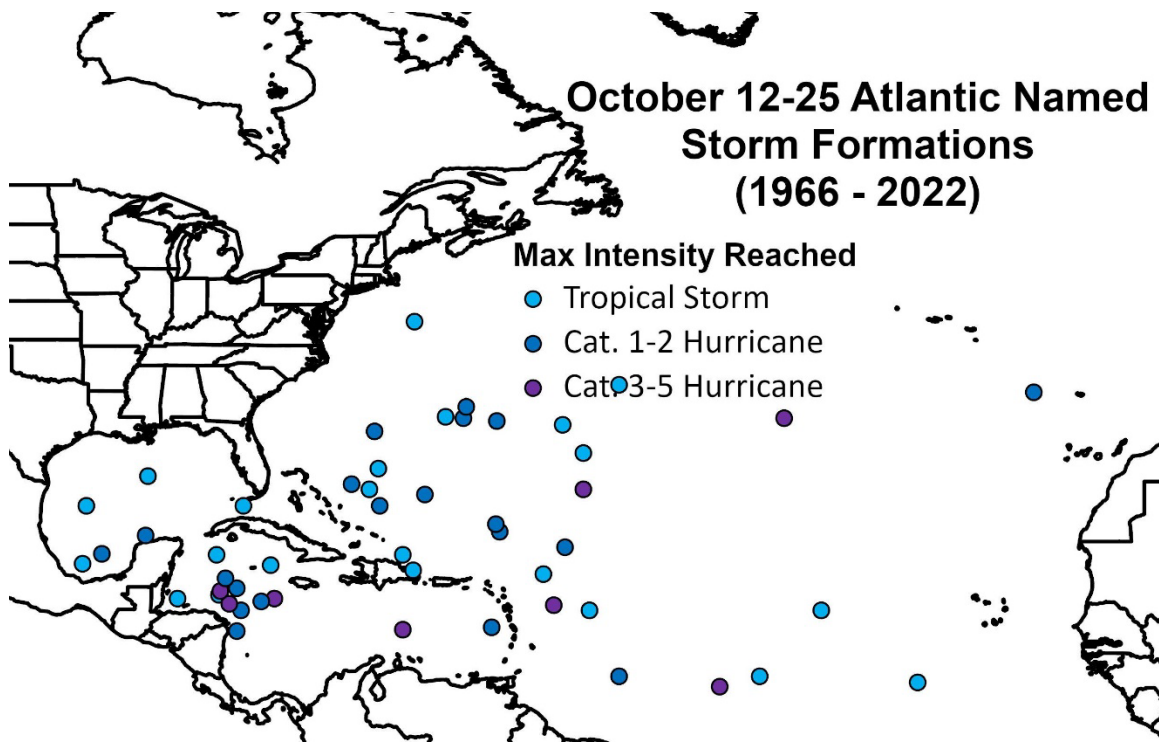 October 12-25 Atlantic Named
Storm Formations
(1966 - 2022)
Max Intensity Reached
Tropical Storm
Cat. 1-2 Hurricane
Cat. 3-5 Hurricane